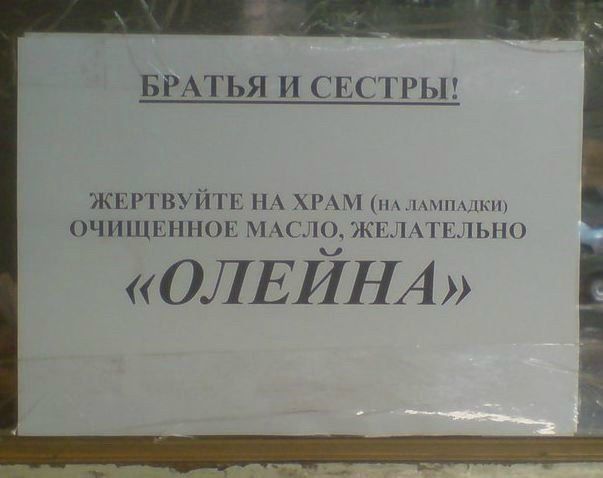 БРАТЬЯ И СЕСТРЫ!
ЖЕРТВУЙТЕ НА ХРАМ (НА ЛАМПАДКИ)
ОЧИЩЕННОЕ МАСЛО, ЖЕЛАТЕЛЬНО
«ОЛЕЙНА»